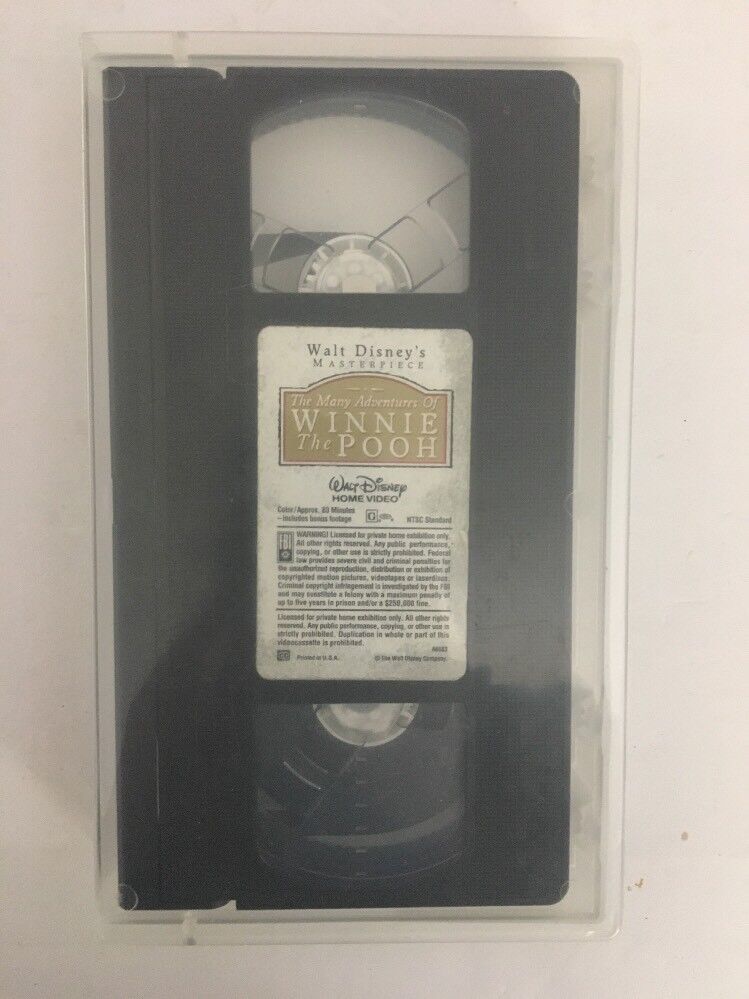 Walt Disney's
MASTERPIECE
The Many Adventures Of
WINNIE
The POOH
WALT DISNEY
HOME VIDEO
Color/Approx. 83 Minutes
–includes bonus footage
G
NTSC Standard
FBI
WARNING! Licensed for private home exhibition only.
All other rights reserved. Any public performance,
copying, or other use is strictly prohibited. Federal
law provides severe civil and criminal penalties for
the unauthorized reproduction, distribution or exhibition of
copyrighted motion pictures, videotapes or laserdiscs.
Criminal copyright infringement is investigated by the FBI
and may constitute a felony with a maximum penalty of
up to five years in prison and/or a $250,000 fine.
Licensed for private home exhibition only. All other rights
reserved. Any public performance, copying, or other use is
strictly prohibited. Duplication in whole or part of this
videocassette is prohibited.
CC Printed in U.S.A.
© The Walt Disney Company.